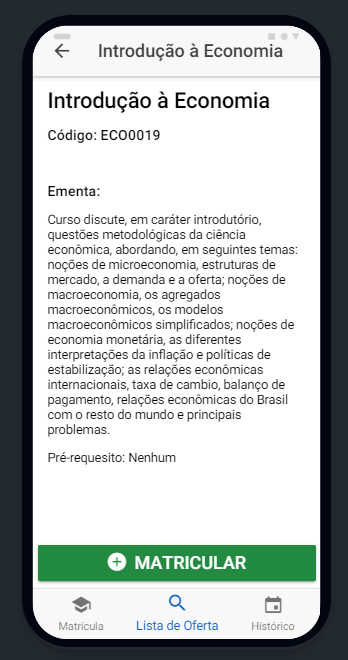 Introdução à Economia
Introdução à Economia
Código: ECO0019
Ementa:
Curso discute, em caráter introdutório,
questões metodológicas da ciência
econômica, abordando, em seguintes temas:
noções de microeconomia, estruturas de
mercado, a demanda e a oferta; noções de
macroeconomia, os agregados
macroeconômicos, os modelos
macroeconômicos simplificados; noções de
economia monetária, as diferentes
interpretações da inflação e políticas de
estabilização; as relações econômicas
internacionais, taxa de cambio, balanço de
pagamento, relações econômicas do Brasil
com o resto do mundo e principais
problemas.
Pré-requesito: Nenhum
MATRICULAR
Matrícula Lista de Oferta Histórico